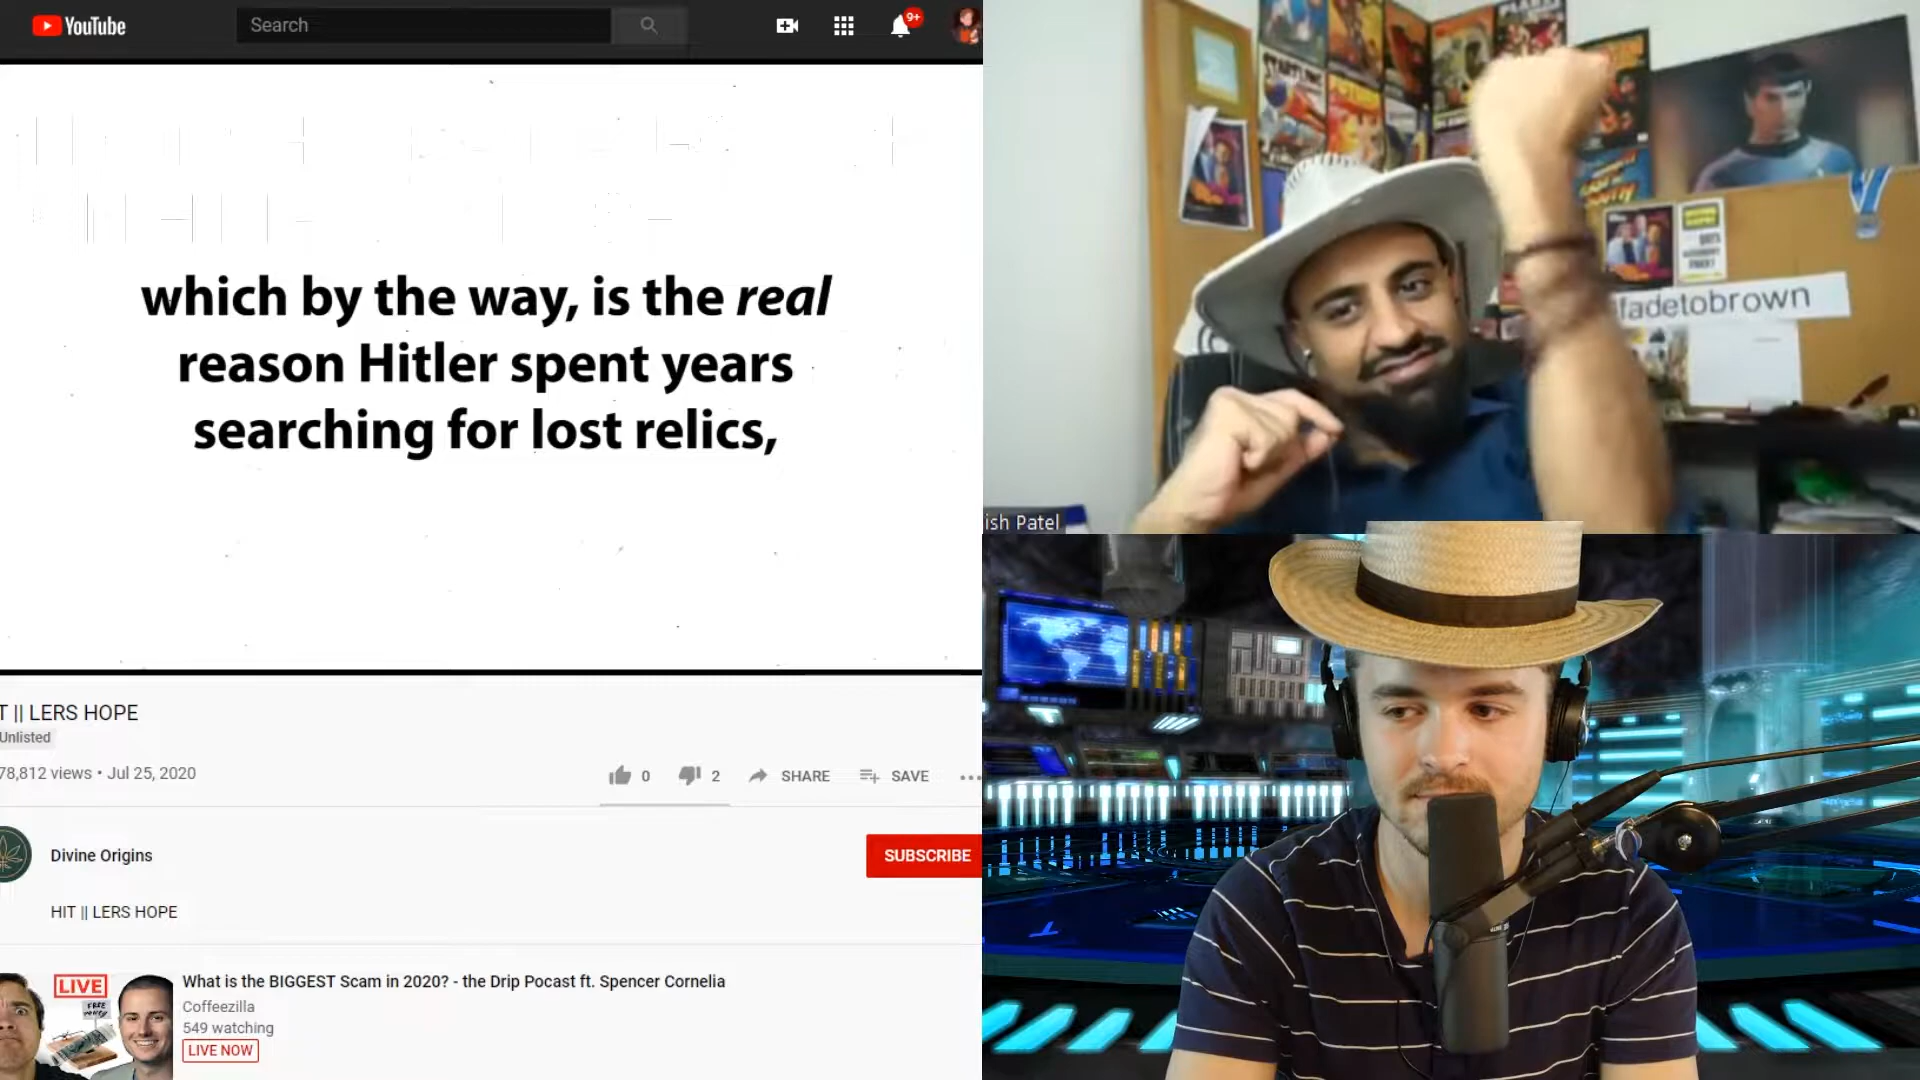 YouTube
Search
9+
which by the way, is the real
reason Hitler spent years
searching for lost relics,
T || LERS HOPE
Unlisted
78,812 views • Jul 25, 2020
0
2
SHARE
SAVE
Divine Origins
SUBSCRIBE
HIT || LERS HOPE
LIVE
FREE
What is the BIGGEST Scam in 2020? - the Drip Pocast ft. Spencer Cornelia
Coffeezilla
549 watching
LIVE NOW
STARTLING
fadetobrown
ish Patel